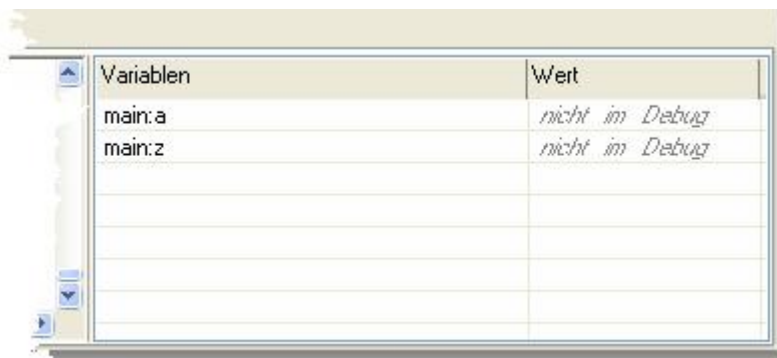 Variablen Wert
main:a nicht im Debug
main:z nicht im Debug